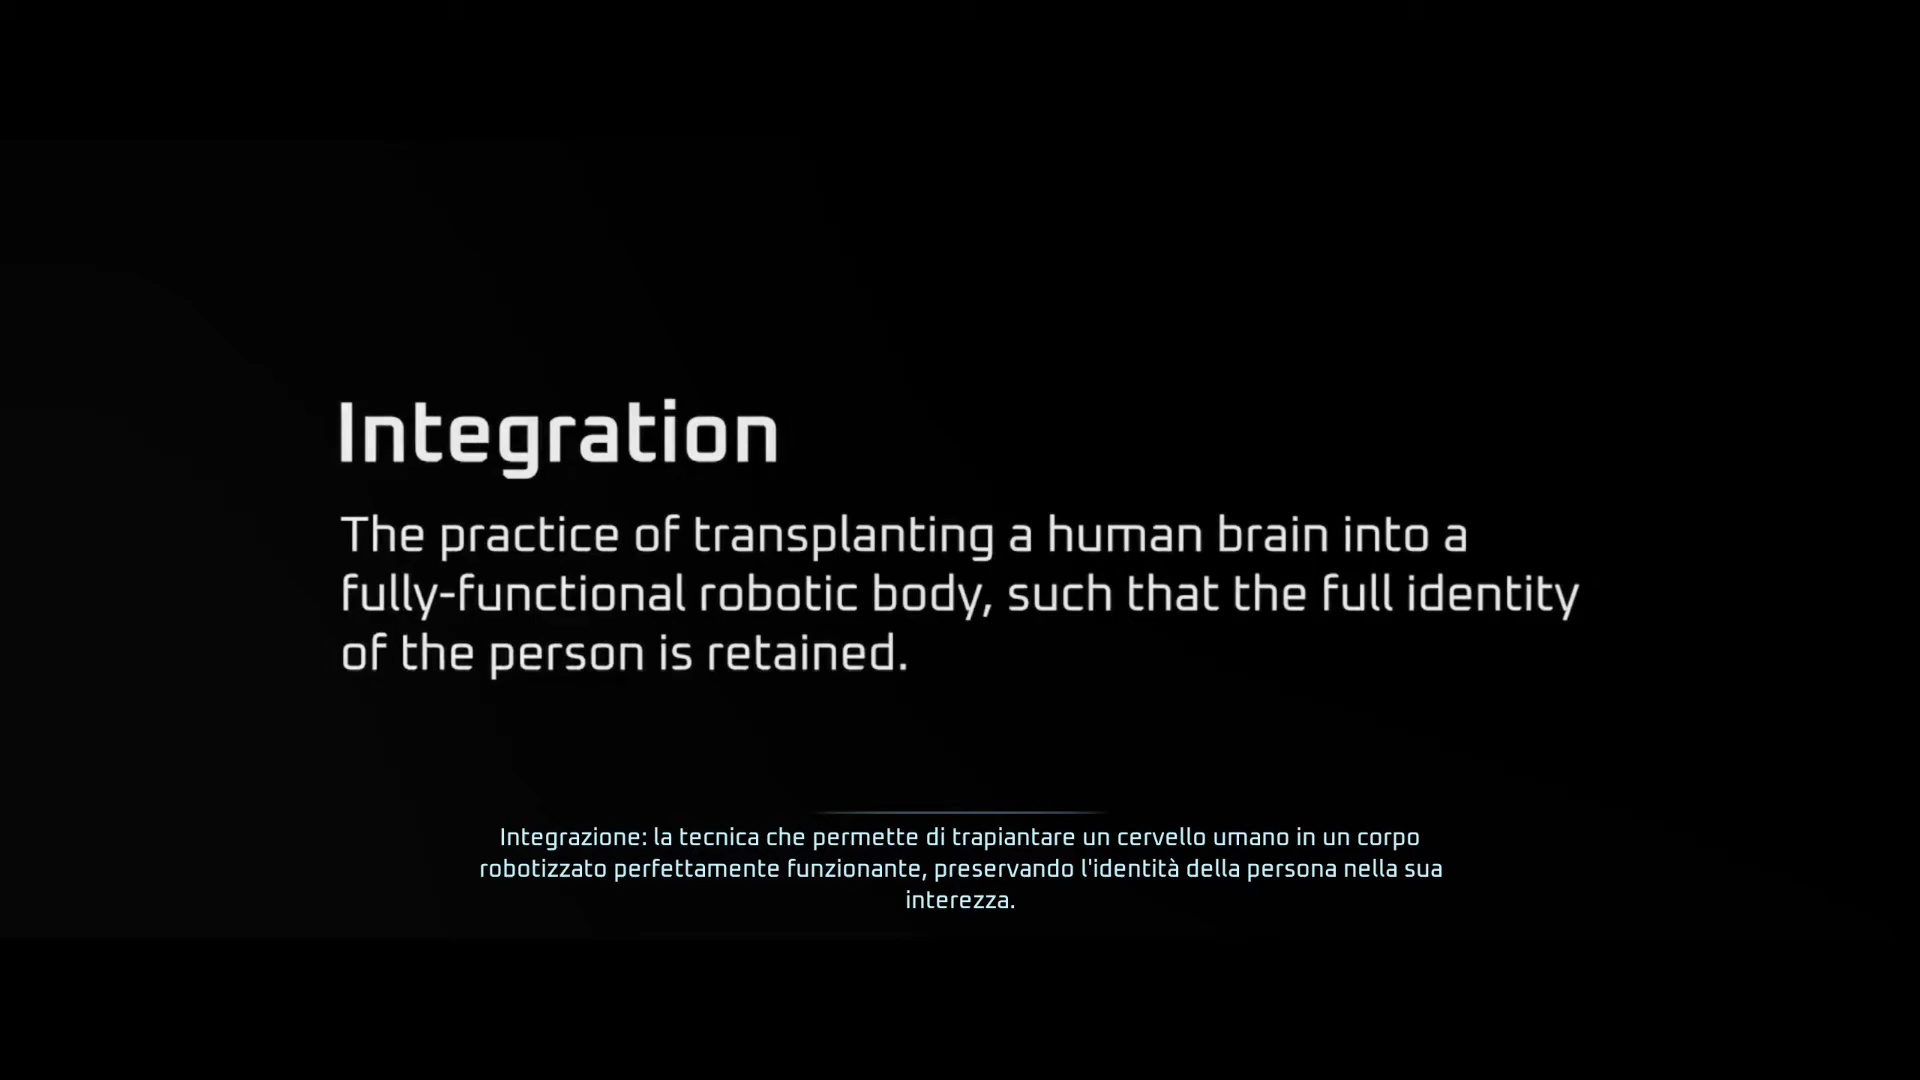 Integration
The practice of transplanting a human brain into a
fully-functional robotic body, such that the full identity
of the person is retained.
Integrazione: la tecnica che permette di trapiantare un cervello umano in un corpo
robotizzato perfettamente funzionante, preservando l'identità della persona nella sua
interezza.